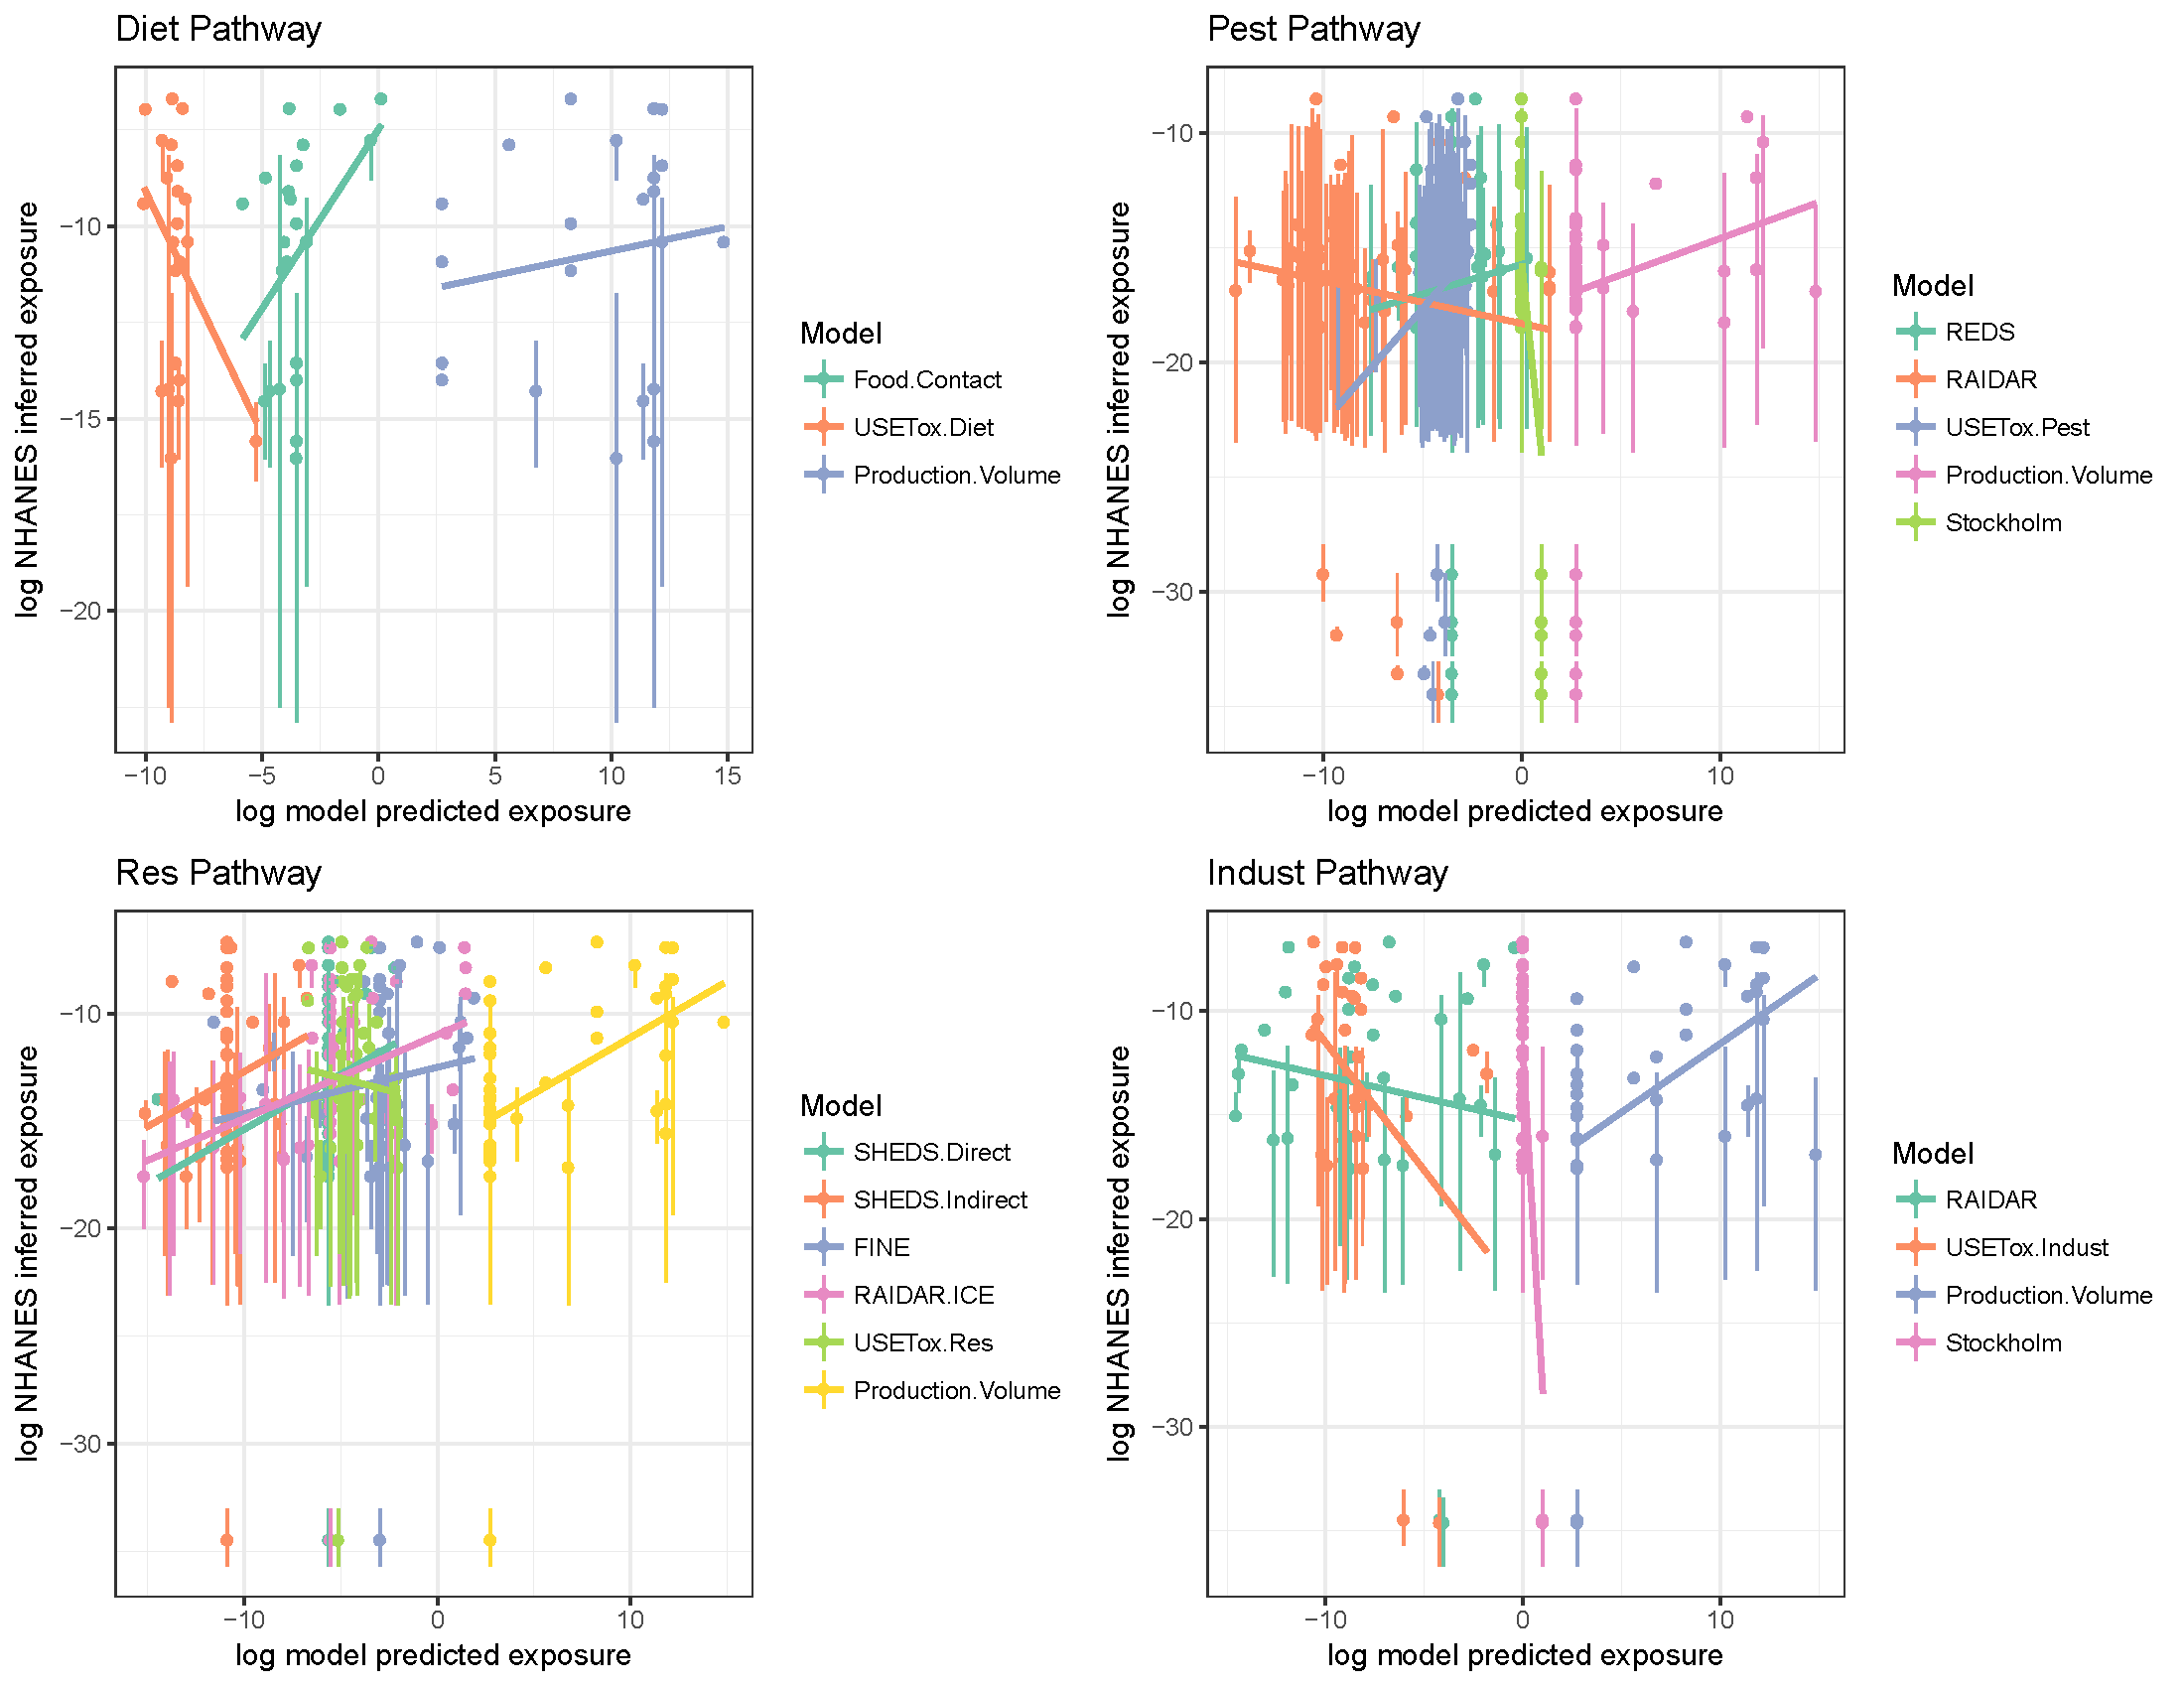 Diet Pathway
log NHANES inferred exposure
−10
−15
−20
−10 −5 0 5 10 15
log model predicted exposure
Model
Food.Contact
USETox.Diet
Production.Volume
Pest Pathway
log NHANES inferred exposure
−10
−20
−30
−10 0 10
log model predicted exposure
Model
REDS
RAIDAR
USETox.Pest
Production.Volume
Stockholm
Res Pathway
log NHANES inferred exposure
−10
−20
−30
−10 0 10
log model predicted exposure
Model
SHEDS.Direct
SHEDS.Indirect
FINE
RAIDAR.ICE
USETox.Res
Production.Volume
Indust Pathway
log NHANES inferred exposure
−10
−20
−30
−10 0 10
log model predicted exposure
Model
RAIDAR
USETox.Indust
Production.Volume
Stockholm